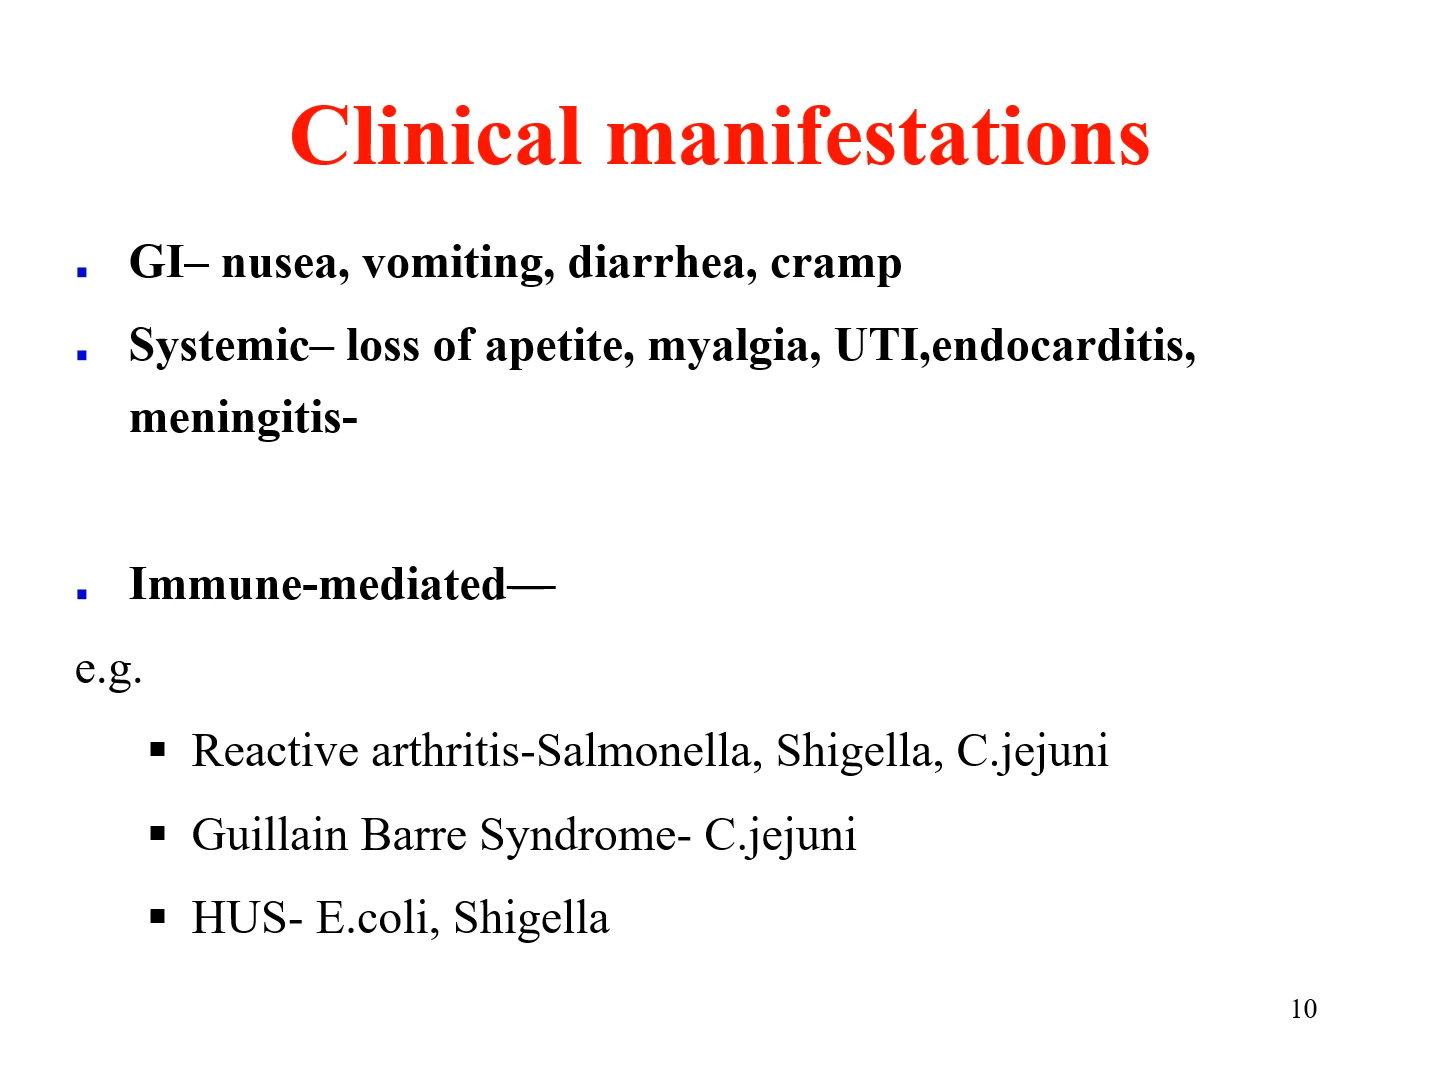 Clinical manifestations
. GI– nusea, vomiting, diarrhea, cramp
. Systemic– loss of apetite, myalgia, UTI,endocarditis,
meningitis-
. Immune-mediated—
e.g.
▪ Reactive arthritis-Salmonella, Shigella, C.jejuni
▪ Guillain Barre Syndrome- C.jejuni
▪ HUS- E.coli, Shigella
10